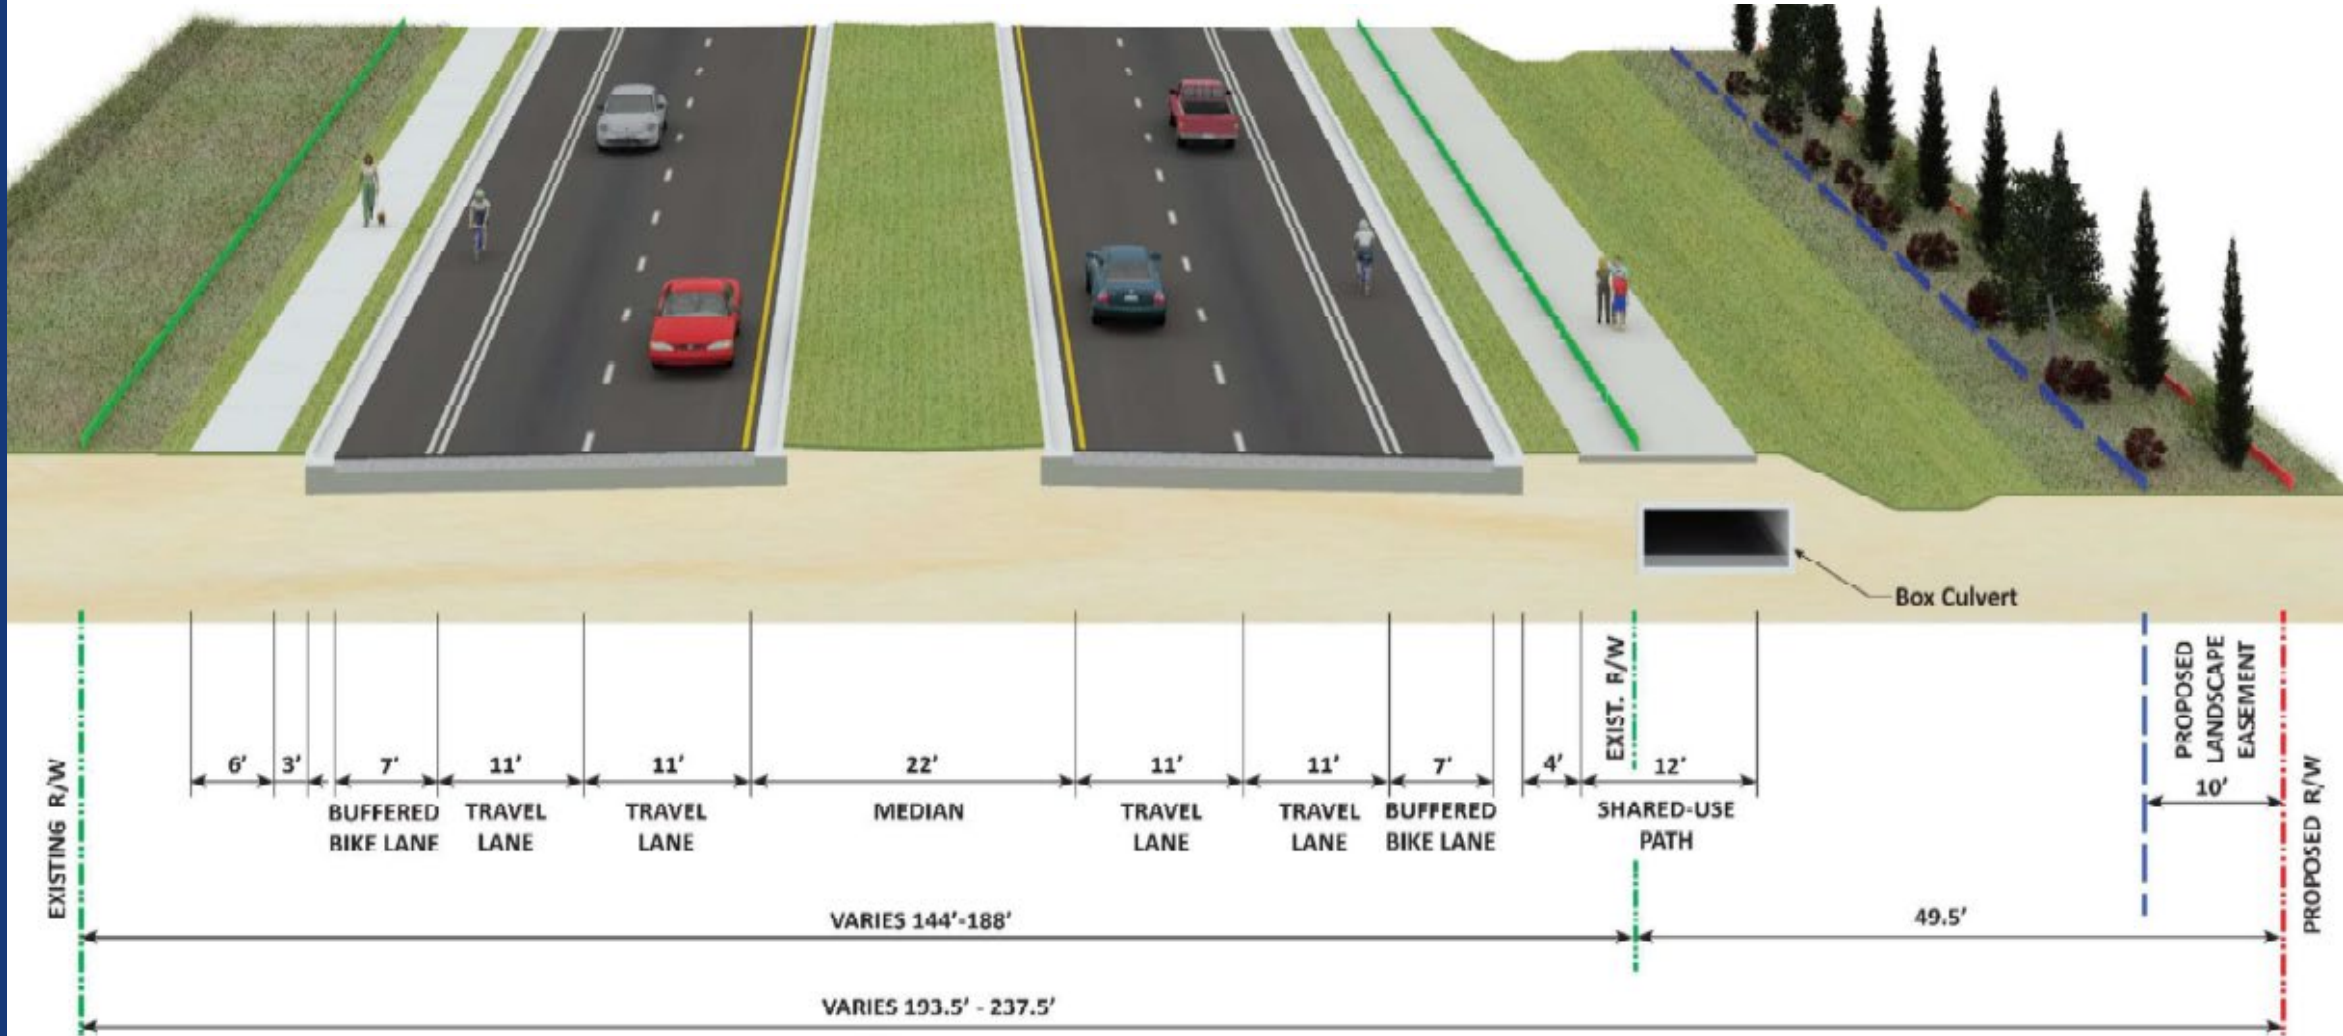 Box Culvert
EXISTING R/W
6'
3'
7'
11'
11'
22'
11'
11'
7'
4'
12'
10'
BUFFERED
BIKE LANE
TRAVEL
LANE
TRAVEL
LANE
MEDIAN
TRAVEL
LANE
TRAVEL
LANE
BUFFERED
BIKE LANE
EXIST. R/W
SHARED-USE
PATH
PROPOSED
LANDSCAPE
EASEMENT
PROPOSED R/W
VARIES 144'-188'
49.5'
VARIES 193.5' - 237.5'